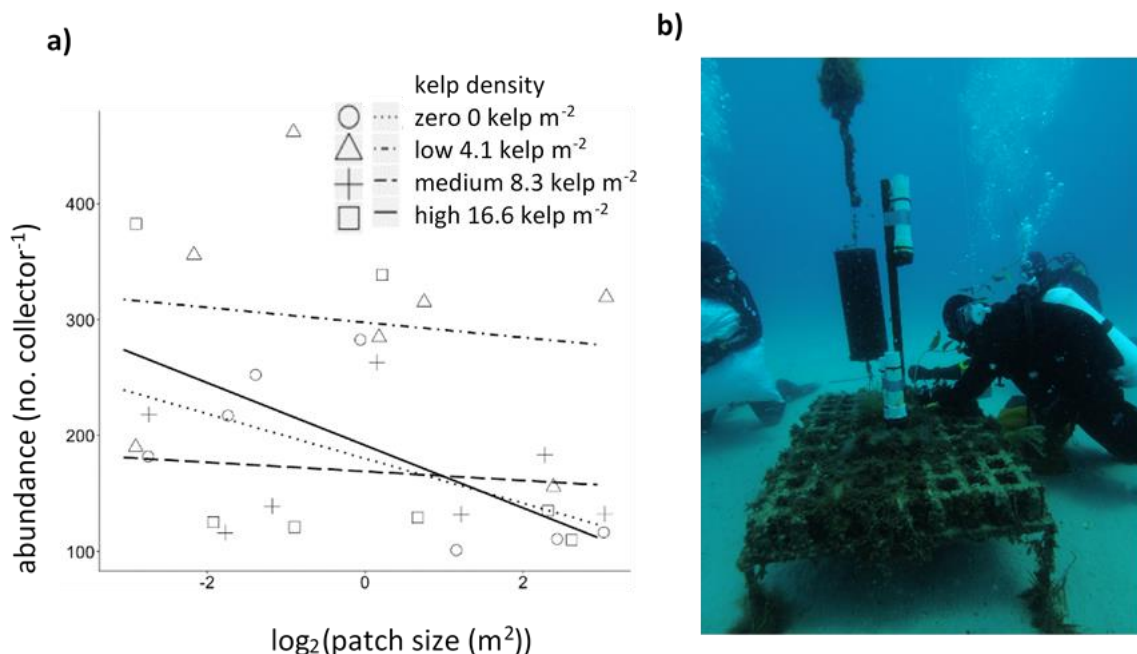 a)
b)
kelp density
zero 0 kelp m⁻²
low 4.1 kelp m⁻²
medium 8.3 kelp m⁻²
high 16.6 kelp m⁻²
abundance (no. collector⁻¹)
400
300
200
100
-2
0
2
log₂(patch size (m²))